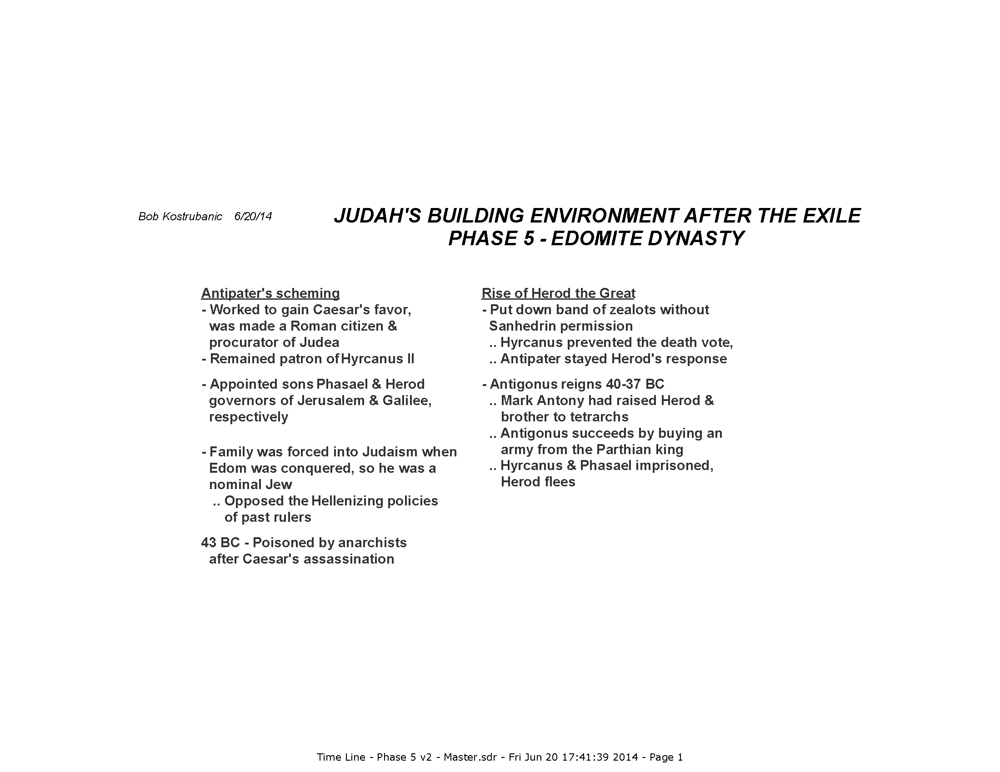 Bob Kostrubanic 6/20/14
JUDAH'S BUILDING ENVIRONMENT AFTER THE EXILE
PHASE 5 - EDOMITE DYNASTY
Antipater's scheming
- Worked to gain Caesar's favor,
was made a Roman citizen &
procurator of Judea
- Remained patron of Hyrcanus II
- Appointed sons Phasael & Herod
governors of Jerusalem & Galilee,
respectively
- Family was forced into Judaism when
Edom was conquered, so he was a
nominal Jew
.. Opposed the Hellenizing policies
of past rulers
43 BC - Poisoned by anarchists
after Caesar's assassination
Rise of Herod the Great
- Put down band of zealots without
Sanhedrin permission
.. Hyrcanus prevented the death vote,
.. Antipater stayed Herod's response
- Antigonus reigns 40-37 BC
.. Mark Antony had raised Herod &
brother to tetrarchs
.. Antigonus succeeds by buying an
army from the Parthian king
.. Hyrcanus & Phasael imprisoned,
Herod flees
Time Line - Phase 5 v2 - Master.sdr - Fri Jun 20 17:41:39 2014 - Page 1